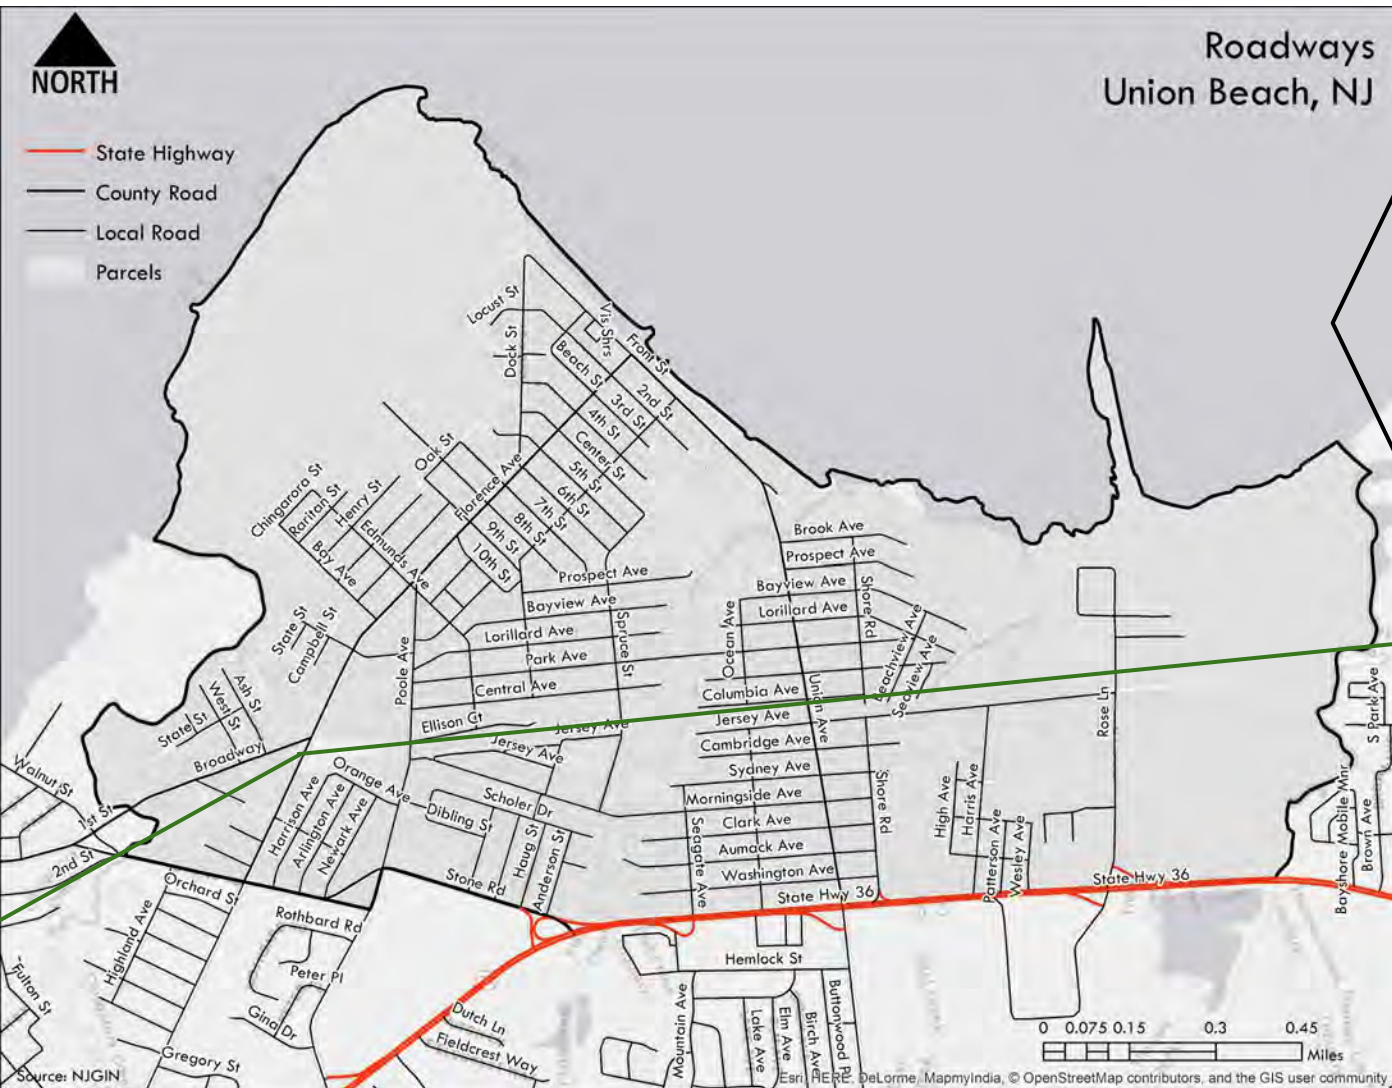 Roadways
Union Beach, NJ
NORTH
State Highway
County Road
Local Road
Parcels
Locust St
Vis Shrs
Dock St
Front St
Beach St
2nd St
3rd St
4th St
Center St
Oak St
5th St
Florence Ave
6th St
7th St
8th St
9th St
10th St
Chingarora St
Raritan St
Henry St
Edmunds Ave
Bay Ave
Brook Ave
Prospect Ave
Prospect Ave
Bayview Ave
Bayview Ave
Shore Rd
Lorillard Ave
Lorillard Ave
Ocean Ave
Spruce St
Beachview Ave
Seaview Ave
State St
Campbell St
Poole Ave
Park Ave
Central Ave
Columbia Ave
Union Ave
Ash St
West St
State St
Broadway
Ellison Ct
Jersey Ave
Jersey Ave
Jersey Ave
Cambridge Ave
Rose Ln
S Park Ave
Walnut St
1st St
2nd St
Orange Ave
Harrison Ave
Arlington Ave
Newark Ave
Scholer Dr
Dibling St
Haug St
Anderson St
Stone Rd
Sydney Ave
Morningside Ave
Clark Ave
Aumack Ave
Washington Ave
Seagate Ave
Shore Rd
High Ave
Harris Ave
Patterson Ave
Wesley Ave
Bayshore Mobile Mnr
Brown Ave
State Hwy 36
State Hwy 36
Orchard St
Highland Ave
Rothbard Rd
Peter Pl
Gina Dr
Fulton St
Gregory St
Dutch Ln
Fieldcrest Way
Hemlock St
Mountain Ave
Lake Ave
Elm Ave
Birch Ave
Buttonwood Pl
0 0.075 0.15 0.3 0.45
Miles
Source: NJGIN
Esri, HERE, DeLorme, MapmyIndia, © OpenStreetMap contributors, and the GIS user community